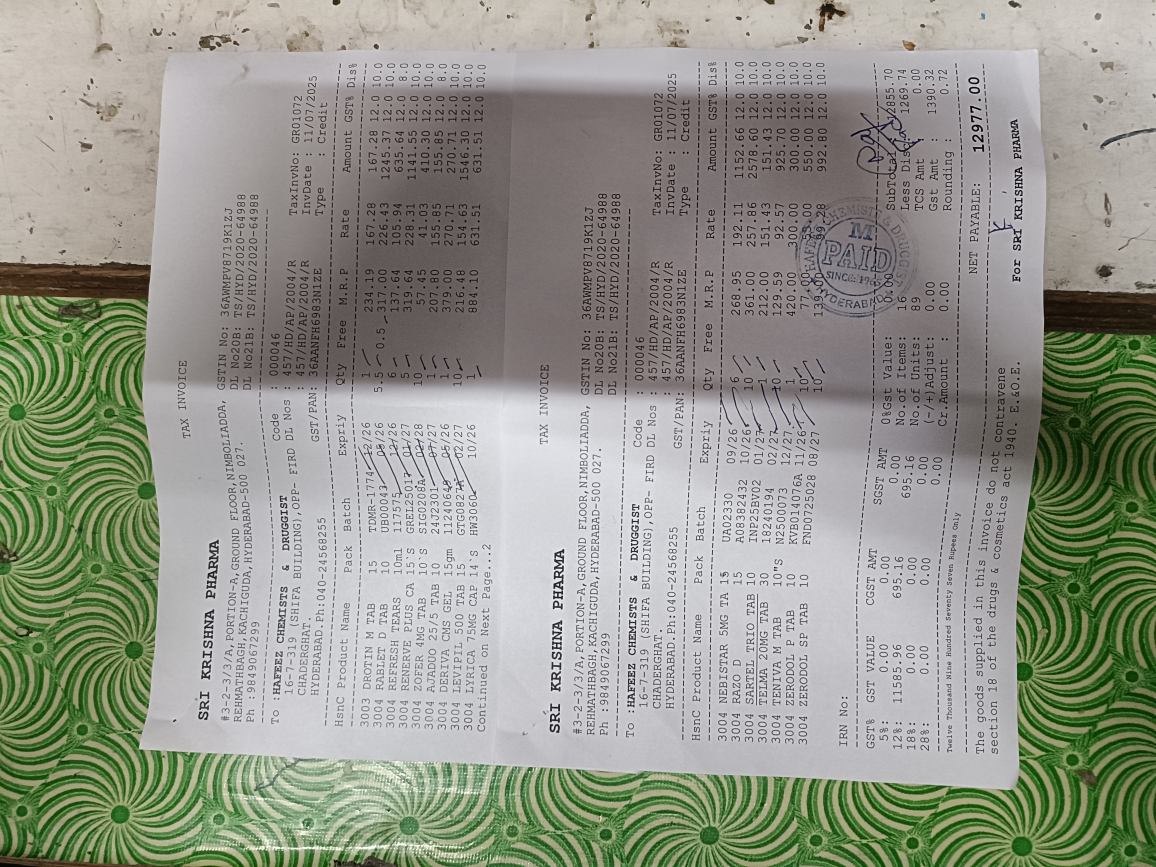 TAX INVOICE
SRI KRISHNA PHARMA
#3-2-3/3/A,PORTION-A,GROUND FLOOR,NIMBOLIADDA, GSTIN No: 36AWMPV8719K1ZJ
REHMATHBAGH,KACHIGUDA,HYDERABAD-500 027. DL No20B: TS/HYD/2020-64988
Ph :9849067299 DL No21B: TS/HYD/2020-64988
To :HAFEEZ CHEMISTS & DRUGGIST Code : 000046 TaxInvNo: GR01072
16-7-319 (SHIFA BUILDING),OPP. FIRD DL Nos : 457/HD/AP/2004/R InvDate : 11/07/2025
CHADERGHAT. : 457/HD/AP/2004/R Type : Credit
HYDERABAD.Ph:040-24568255 GST/PAN: 36AANFH6983N1ZE
HsnC Product Name Pack Batch Expriy Qty Free M.R.P Rate Amount GST% Dis%
3003 DROTIN M TAB 15 TDMR-1774 12/26 1 234.19 167.28 167.28 12.0 10.0
3004 RABLET D TAB 10 UB00043 05/26 5.5 0.5 317.00 226.43 1245.37 12.0 10.0
3004 REFRESH TEARS 10ml 117575 12/26 6 137.64 105.94 635.64 12.0 8.0
3004 RENERVE PLUS CA 15's GREL25017 5 319.64 228.31 1141.55 12.0 10.0
3004 ZOFER 4MG TAB 10'S SIGG208A 02/28 10 57.45 41.03 410.30 12.0 10.0
3004 AJADUO 25/5 TAB 10 24J2301 07/27 1 207.80 155.85 155.85 12.0 8.0
3004 DERIVA CMS GEL 15gm 11240649 05/26 1 379.00 270.71 270.71 12.0 10.0
3004 LEVIPIL 500 TAB 15 GTG0827A 02/27 10 216.48 154.63 1546.30 12.0 10.0
3004 LYRICA 75MG CAP 14's HW3060 10/26 1 884.10 631.51 631.51 12.0 10.0
Continued on Next Page...2
TAX INVOICE
SRI KRISHNA PHARMA
#3-2-3/3/A,PORTION-A,GROUND FLOOR,NIMBOLIADDA, GSTIN No: 36AWMPV8719K1ZJ
REHMATHBAGH,KACHIGUDA,HYDERABAD-500 027. DL No20B: TS/HYD/2020-64988
Ph :9849067299 DL No21B: TS/HYD/2020-64988
To :HAFEEZ CHEMISTS & DRUGGIST Code : 000046 TaxInvNo: GR01072
16-7-319 (SHIFA BUILDING),OPP- FIRD DL Nos : 457/HD/AP/2004/R InvDate : 11/07/2025
CHADERGHAT. : 457/HD/AP/2004/R Type : Credit
HYDERABAD.Ph:040-24568255 GST/PAN: 36AANFH6983N1ZE
HsnC Product Name Pack Batch Expriy Qty Free M.R.P Rate Amount GST% Dis%
3004 NEBISTAR 5MG TA 15 UA02330 09/26 6 268.95 192.11 1152.66 12.0 10.0
3004 RAZO D 15 A08382432 10/26 10 361.00 257.86 2578.60 12.0 10.0
3004 SARTEL TRIO TAB 10 INP25BV02 01/27 1 212.00 151.43 151.43 12.0 10.0
3004 TELMA 20MG TAB 30 18240194 02/27 10 129.59 92.57 925.70 12.0 10.0
3004 TENIVA M TAB 10"S N2500073 12/27 1 420.00 300.00 300.00 12.0 10.0
3004 ZERODOL P TAB 10 KVB014076A 11/26 10 77.00 55.00 550.00 12.0 10.0
3004 ZERODOL SP TAB 10 FND0725028 08/27 10 139.00 99.28 992.80 12.0 10.0
HAFEEZ CHEMIST & DRUGGIST
M
PAID
SINCE:
HYDERABAD
IRN No:
GST% GST VALUE CGST AMT SGST AMT 0%Gst Value: 0.00 SubTotal 12855.70
5%: 0.00 0.00 0.00 No.of Items: 16 Less Disc 1269.74
12%: 11585.96 695.16 695.16 No.of Units: 89 TCS Amt 0.00
18%: 0.00 0.00 0.00 (-/+)Adjust: 0.00 Gst Amt : 1390.32
28%: 0.00 0.00 0.00 Cr.Amount : 0.00 Rounding : 0.72
Twelve Thousand Nine Hundred Seventy Seven Rupees Only NET PAYABLE: 12977.00
The goods supplied in this invoice do not contravene
section 18 of the drugs & cosmetics act 1940. E.&O.E. For SRI KRISHNA PHARMA